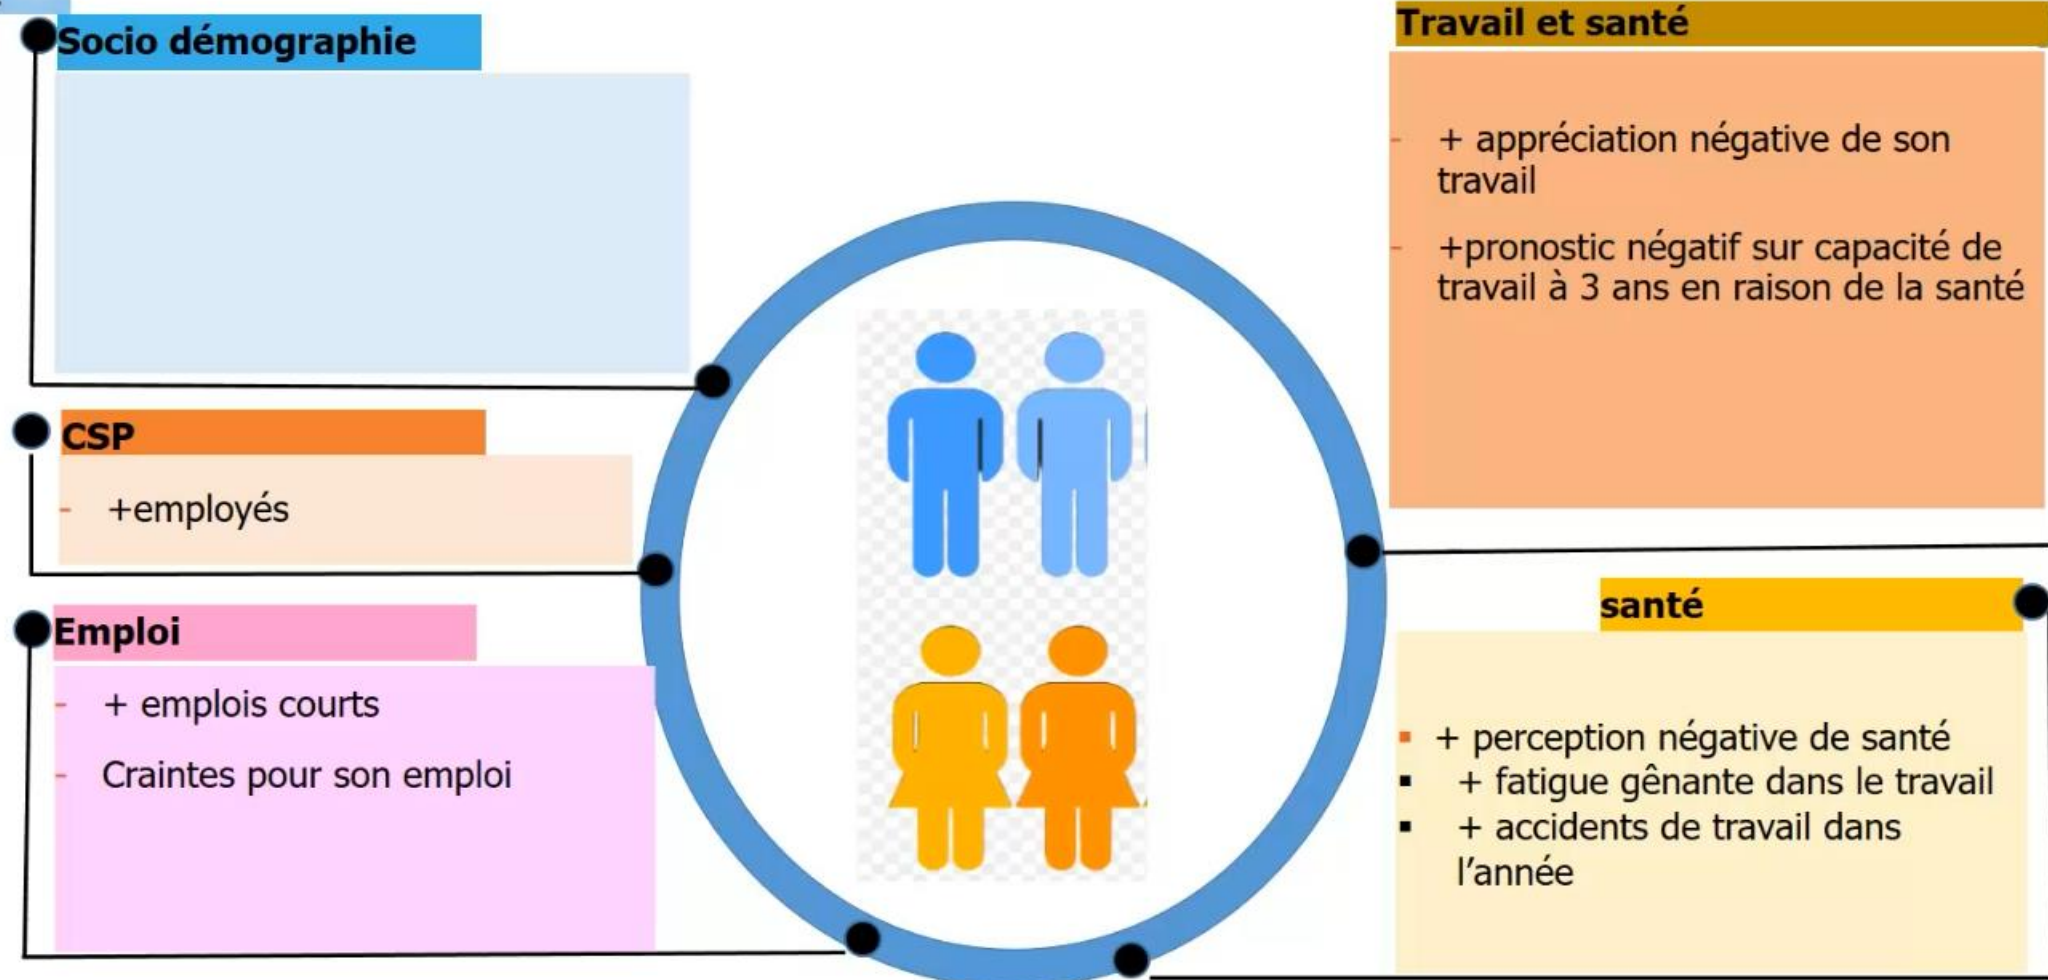 Socio démographie
CSP
- +employés
Emploi
- + emplois courts
- Craintes pour son emploi
Travail et santé
- + appréciation négative de son
travail
- +pronostic négatif sur capacité de
travail à 3 ans en raison de la santé
santé
▪ + perception négative de santé
▪ + fatigue gênante dans le travail
▪ + accidents de travail dans
l’année